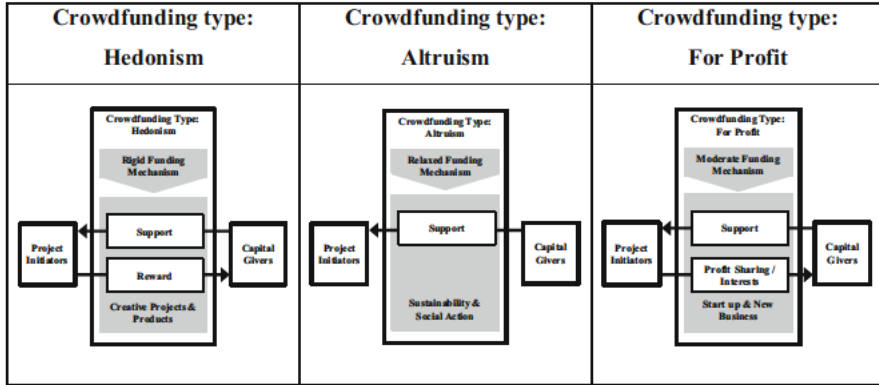 Crowdfunding type:
Hedonism
Crowdfunding type:
Altruism
Crowdfunding type:
For Profit
Crowdfunding Type:
Hedonism
Rigid Funding
Mechanism
Project
Initiators
Support
Reward
Capital
Givers
Creative Projects &
Products
Crowdfunding Type:
Altruism
Relaxed Funding
Mechanism
Project
Initiators
Support
Capital
Givers
Sustainability &
Social Action
Crowdfunding Type:
For Profit
Moderate Funding
Mechanism
Project
Initiators
Support
Profit Sharing /
Interests
Capital
Givers
Start up & New
Business